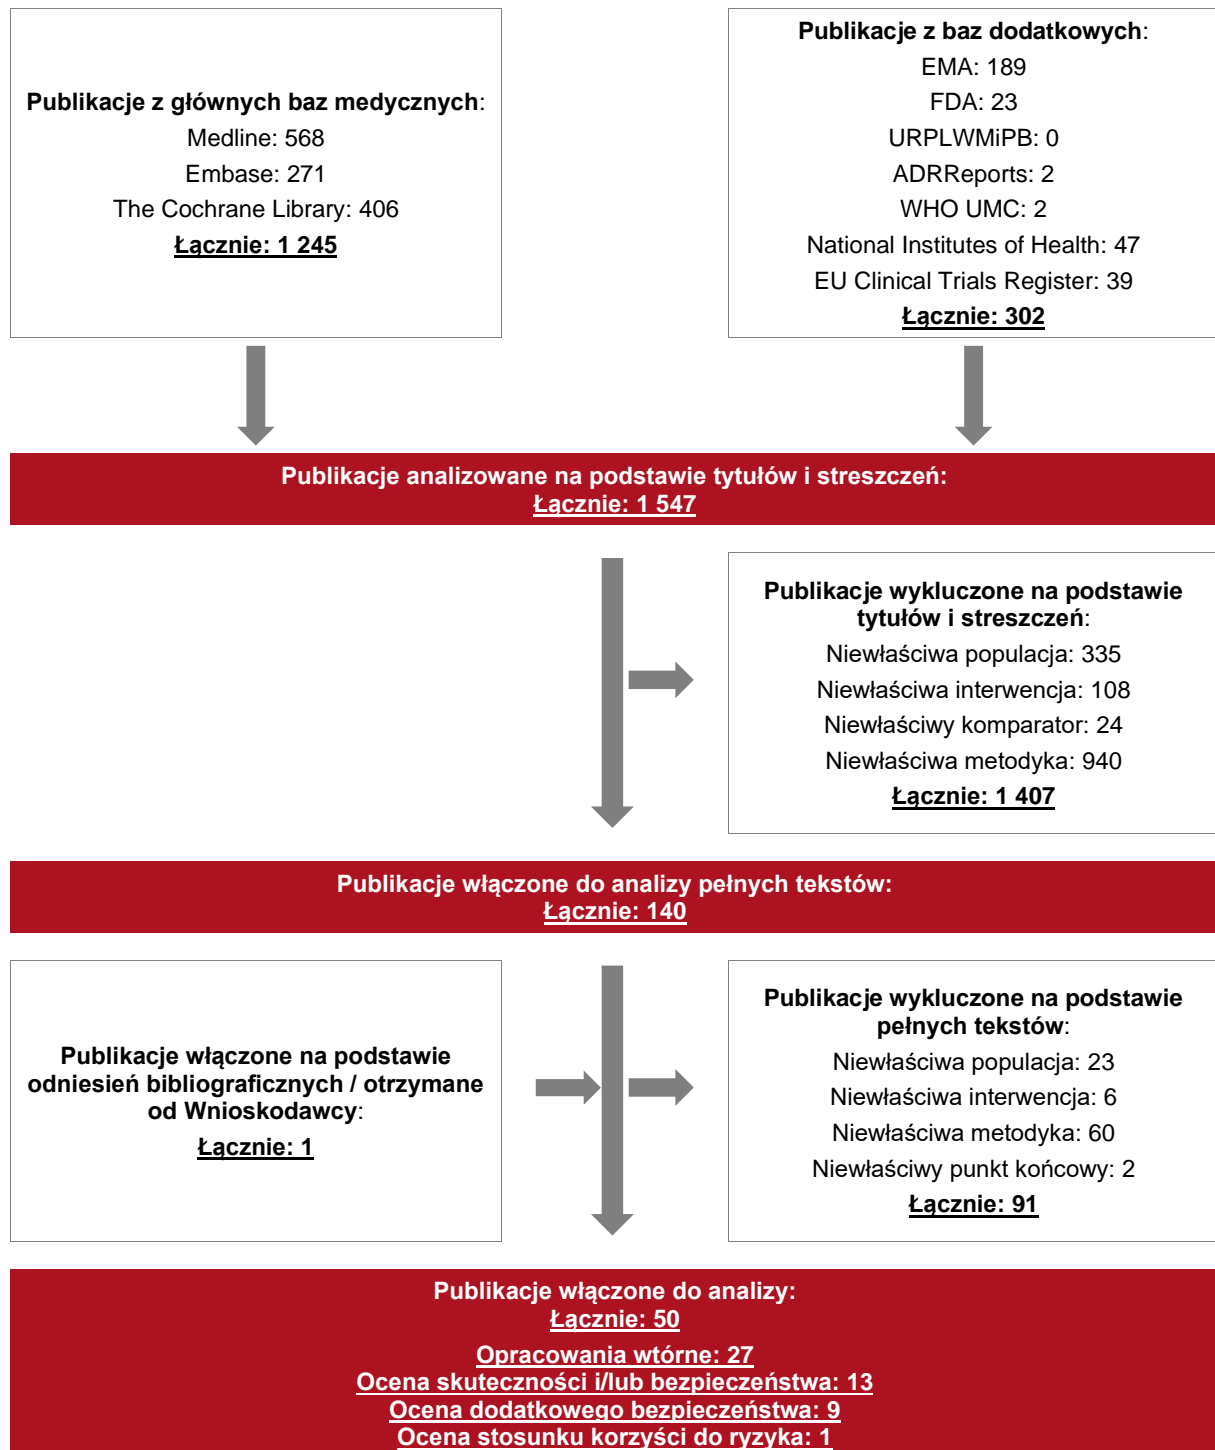 Publikacje z głównych baz medycznych:
Medline: 568
Embase: 271
The Cochrane Library: 406
Łącznie: 1 245
Publikacje z baz dodatkowych:
EMA: 189
FDA: 23
URPLWMiPB: 0
ADRReports: 2
WHO UMC: 2
National Institutes of Health: 47
EU Clinical Trials Register: 39
Łącznie: 302
Publikacje analizowane na podstawie tytułów i streszczeń:
Łącznie: 1 547
Publikacje wykluczone na podstawie
tytułów i streszczeń:
Niewłaściwa populacja: 335
Niewłaściwa interwencja: 108
Niewłaściwy komparator: 24
Niewłaściwa metodyka: 940
Łącznie: 1 407
Publikacje włączone do analizy pełnych tekstów:
Łącznie: 140
Publikacje włączone na podstawie
odniesień bibliograficznych / otrzymane
od Wnioskodawcy:
Łącznie: 1
Publikacje wykluczone na podstawie
pełnych tekstów:
Niewłaściwa populacja: 23
Niewłaściwa interwencja: 6
Niewłaściwa metodyka: 60
Niewłaściwy punkt końcowy: 2
Łącznie: 91
Publikacje włączone do analizy:
Łącznie: 50
Opracowania wtórne: 27
Ocena skuteczności i/lub bezpieczeństwa: 13
Ocena dodatkowego bezpieczeństwa: 9
Ocena stosunku korzyści do ryzyka: 1